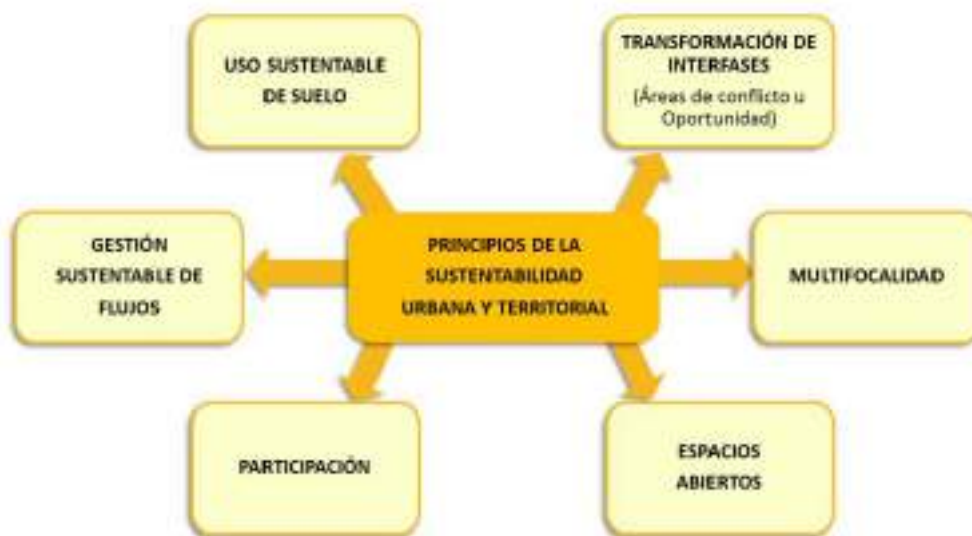 USO SUSTENTABLE
DE SUELO
TRANSFORMACIÓN DE
INTERFASES
(Áreas de conflicto u
Oportunidad)
GESTIÓN
SUSTENTABLE DE
FLUJOS
PRINCIPIOS DE LA
SUSTENTABILIDAD
URBANA Y TERRITORIAL
MULTIFOCALIDAD
PARTICIPACIÓN
ESPACIOS
ABIERTOS